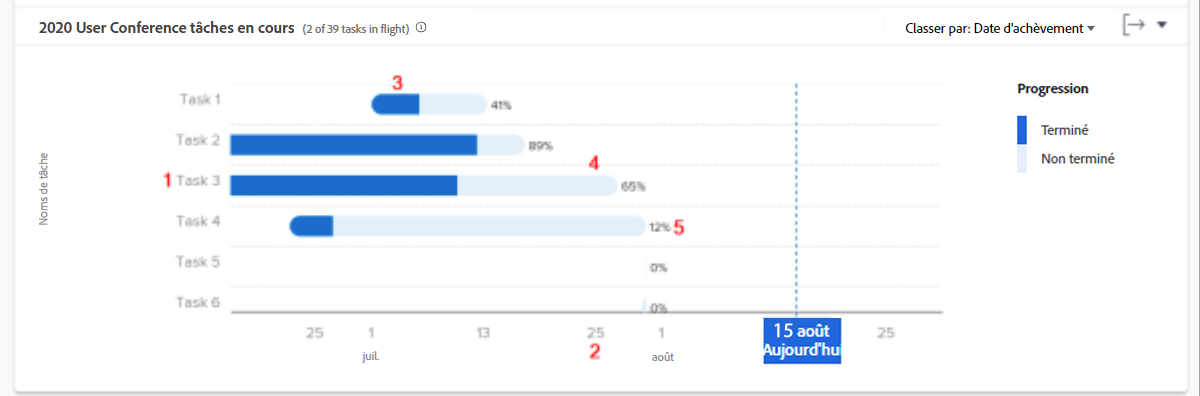 2020 User Conference tâches en cours (2 of 39 tasks in flight)
Classer par: Date d'achèvement
3
Progression
Task 1
41%
Terminé
Task 2
89%
Non terminé
4
1 Task 3
65%
Noms de tâche
Task 4
12% 5
Task 5
0%
Task 6
0%
25
1
13
25
1
15 août
25
juil.
2
août
Aujourd'hui